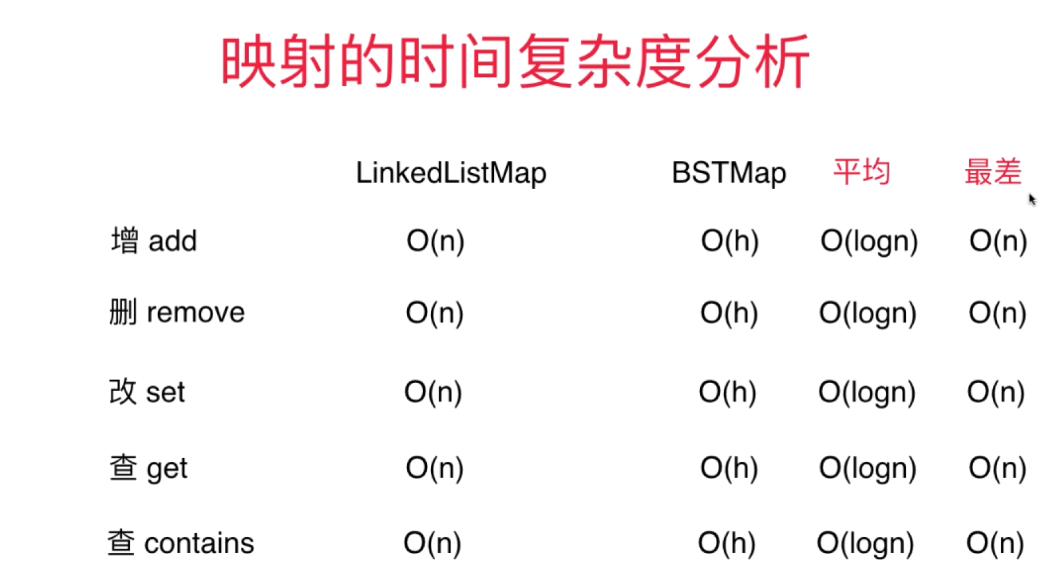 映射的时间复杂度分析
LinkedListMap BSTMap 平均 最差
增 add O(n) O(h) O(logn) O(n)
删 remove O(n) O(h) O(logn) O(n)
改 set O(n) O(h) O(logn) O(n)
查 get O(n) O(h) O(logn) O(n)
查 contains O(n) O(h) O(logn) O(n)